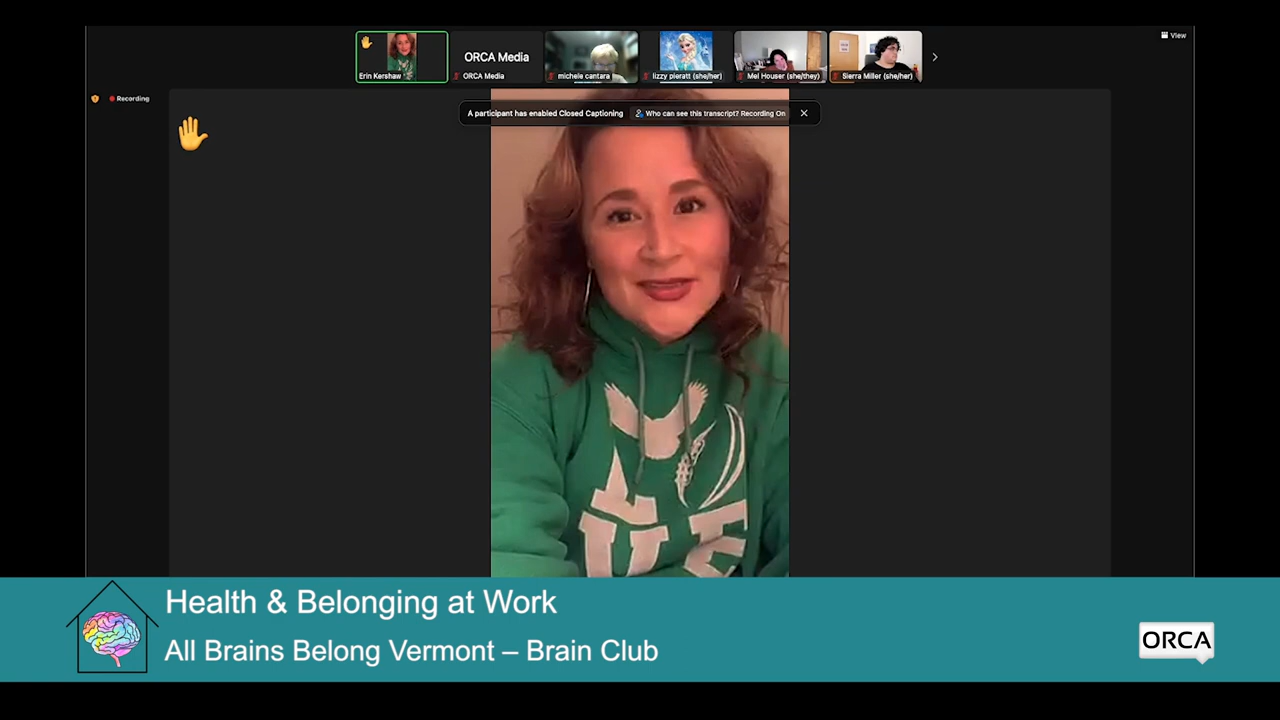 ORCA Media
Erin Kershaw
ORCA Media
michele cantara
lizzy pieratt (she/her)
Mel Houser (she/they)
Sierra Miller (she/her)
View
Recording
A participant has enabled Closed Captioning
Who can see this transcript? Recording On
Health & Belonging at Work
All Brains Belong Vermont – Brain Club
ORCA